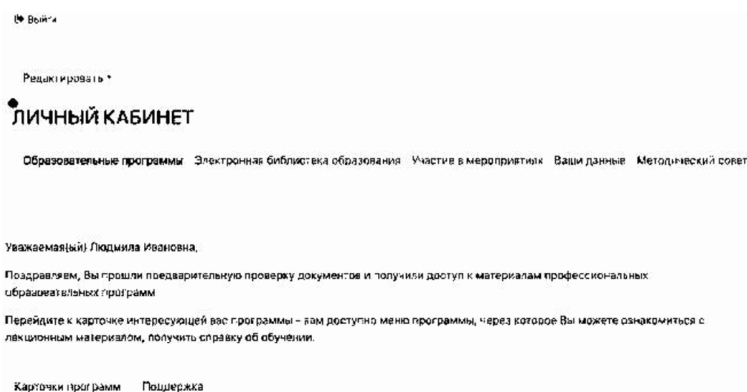 Выйти
Редактировать
ЛИЧНЫЙ КАБИНЕТ
Образовательные программы Электронная библиотека образования Участие в мероприятиях Ваши данные Методический совет
Уважаемая(ый) Людмила Ивановна,
Поздравляем, Вы прошли предварительную проверку документов и получили доступ к материалам профессиональных
образовательных программ
Перейдите к карточке интересующей вас программы – вам доступно меню программы, через которое Вы можете ознакомиться с
лекционным материалом, получить справку об обучении.
Карточки программ Поддержка